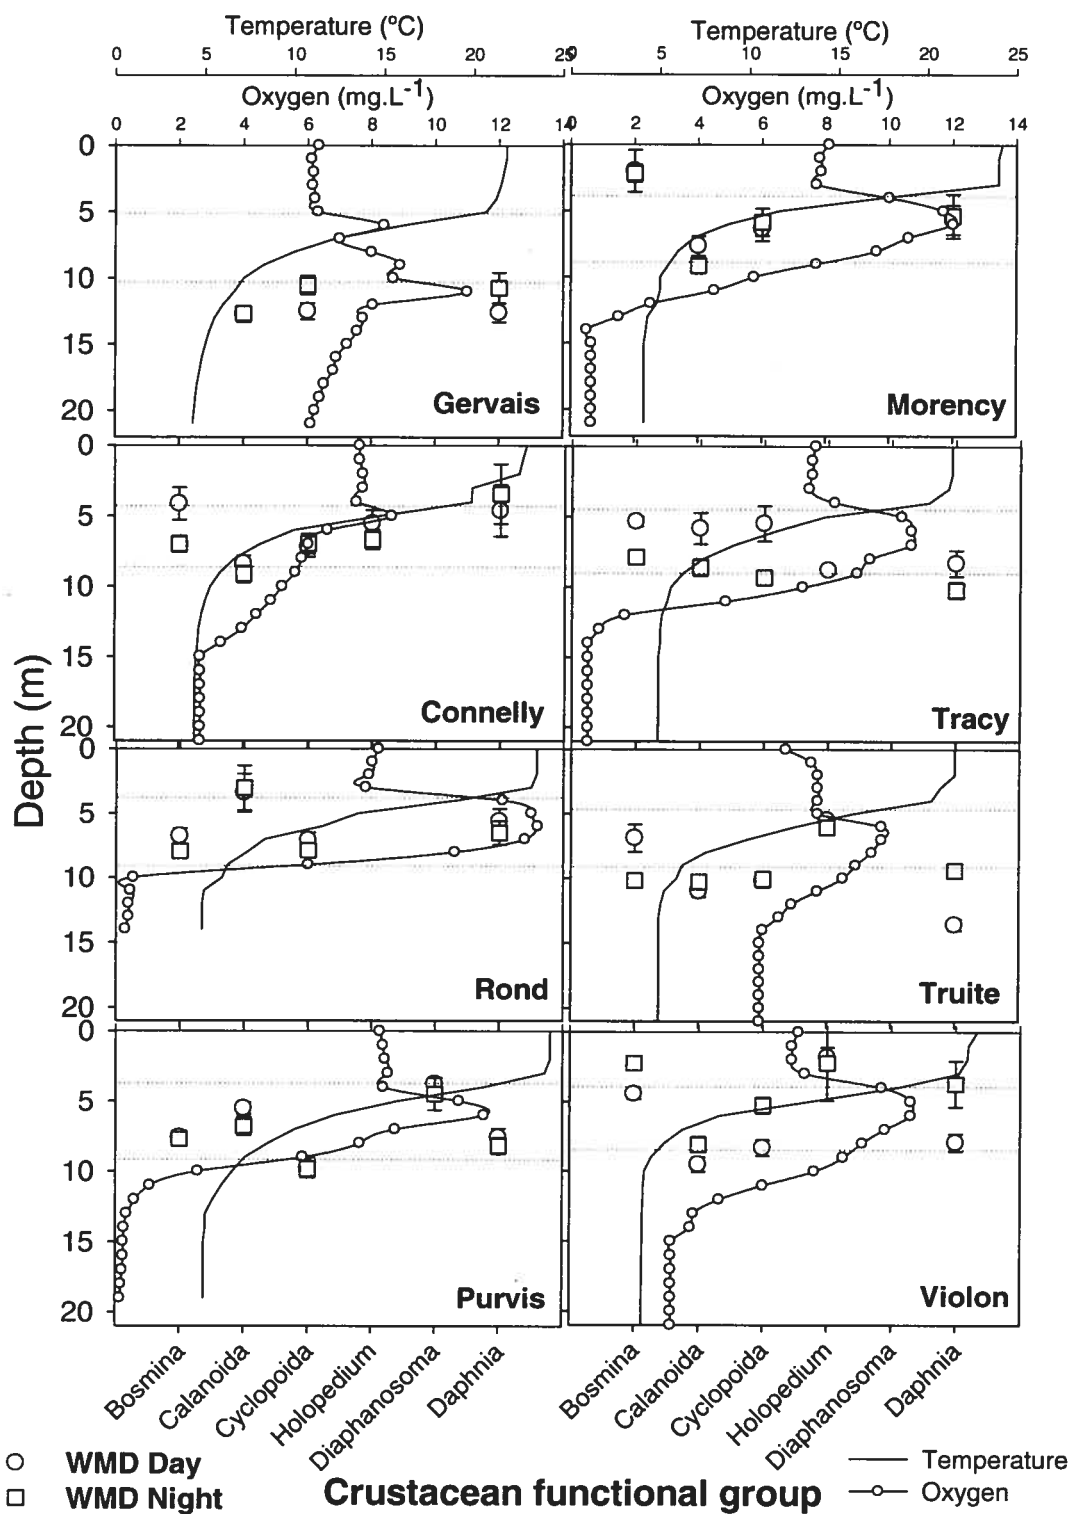 Temperature (ºC) Temperature (ºC)
0 5 10 15 20 25 0 5 10 15 20 25
Oxygen (mg.L-1) Oxygen (mg.L-1)
0 2 4 6 8 10 12 14 0 2 4 6 8 10 12 14
0
5
10
15
20
Gervais
Morency
0
5
10
15
20
Connelly
Tracy
Depth (m)
0
5
10
15
20
Rond
Truite
0
5
10
15
20
Purvis
Violon
Bosmina Calanoida Cyclopoida Holopedium Diaphanosoma Daphnia
Bosmina Calanoida Cyclopoida Holopedium Diaphanosoma Daphnia
WMD Day
WMD Night
Crustacean functional group
Temperature
Oxygen